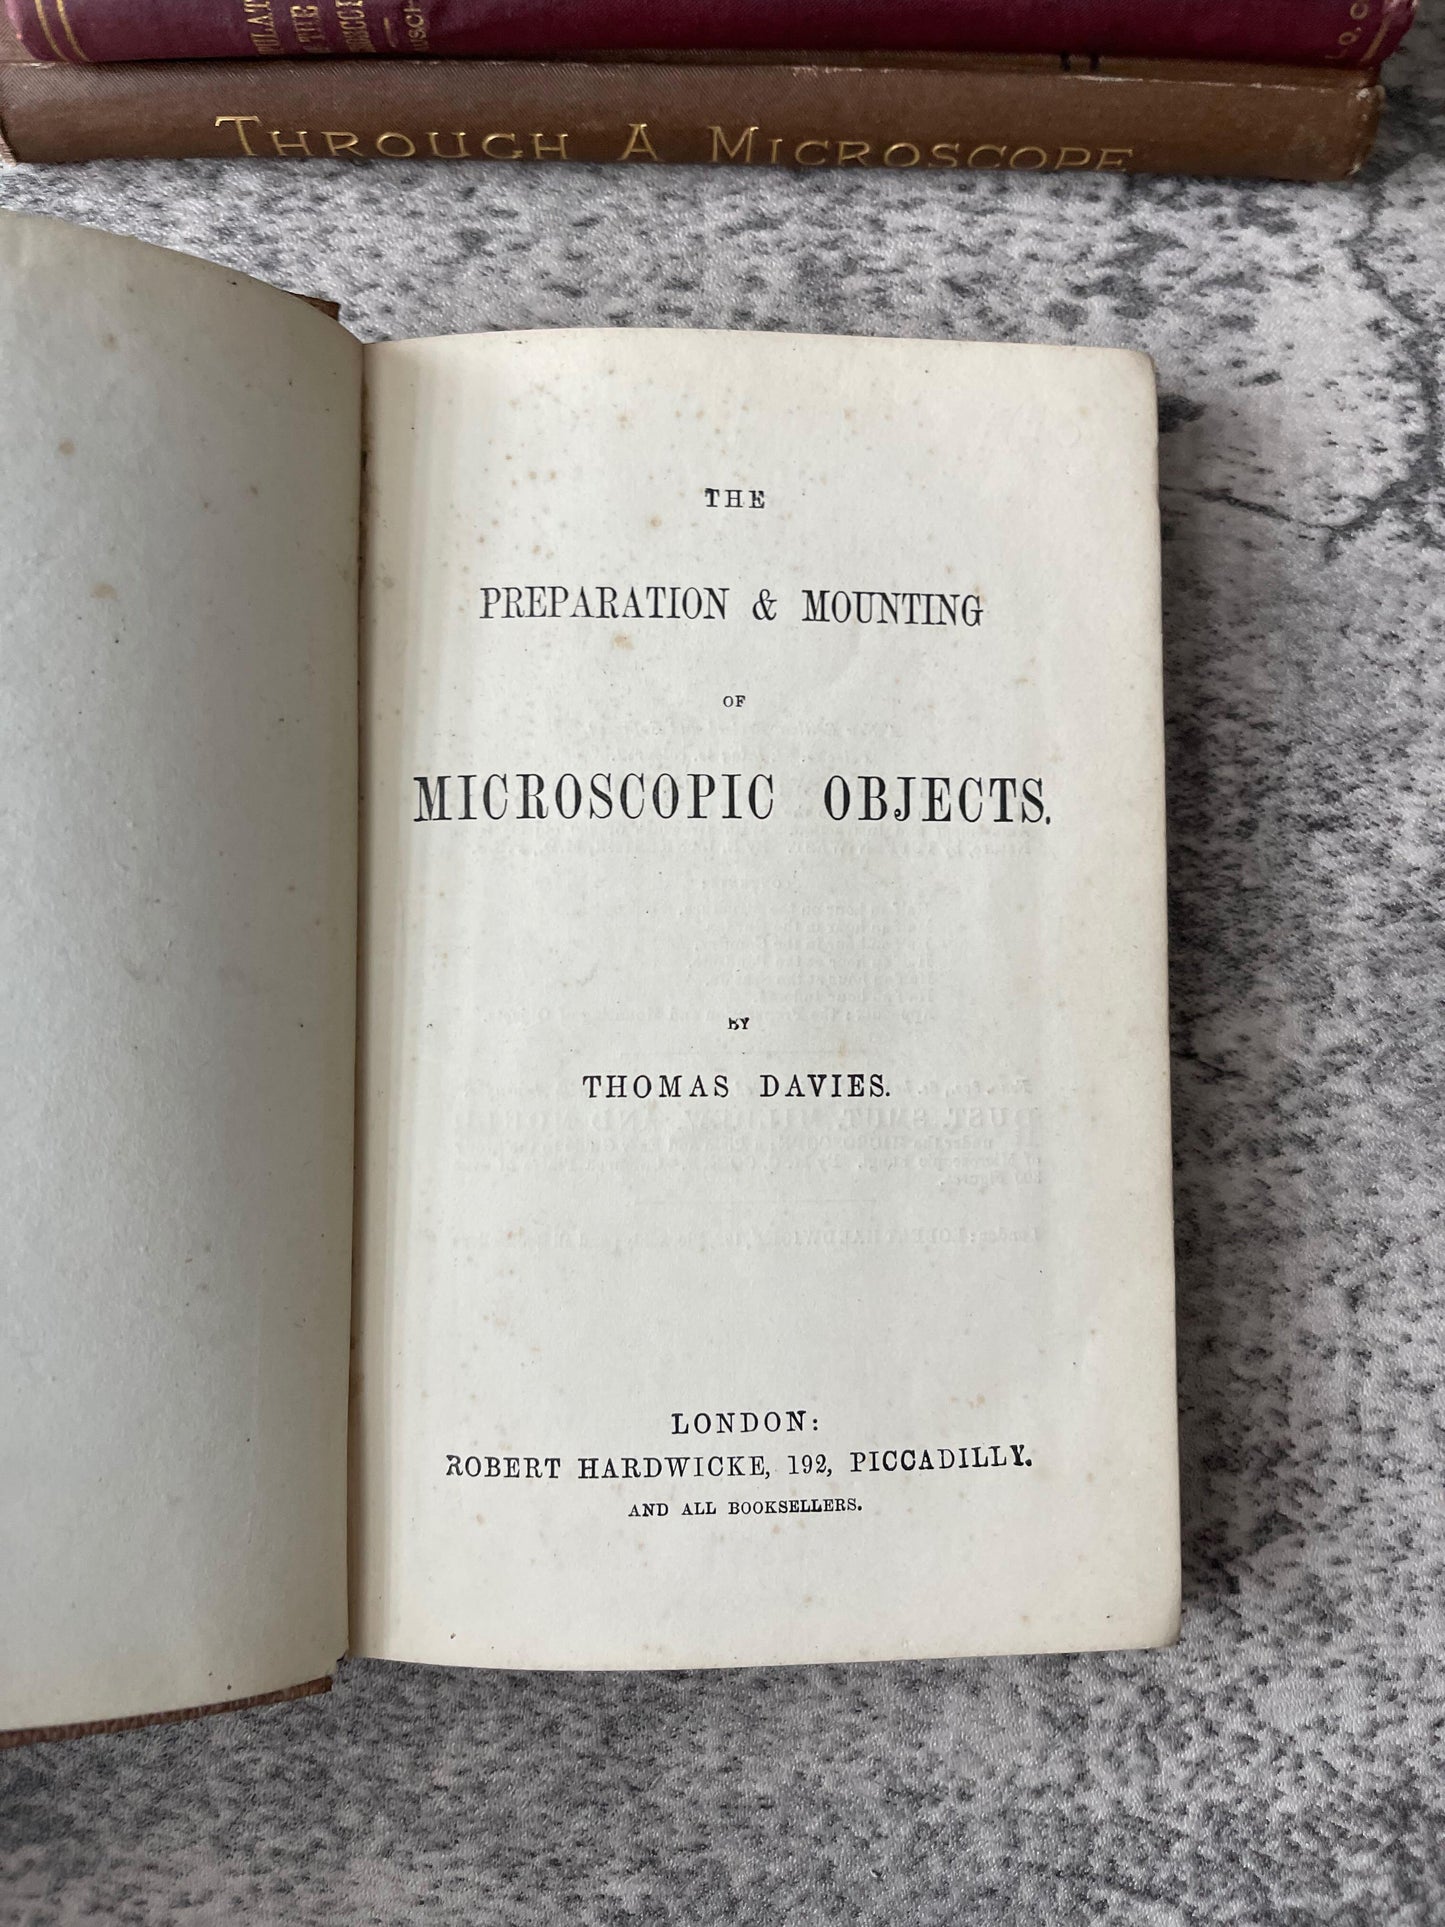 THROUGH A MICROSCOPE
THE
PREPARATION & MOUNTING
OF
MICROSCOPIC OBJECTS.
BY
THOMAS DAVIES.
LONDON:
ROBERT HARDWICKE, 192, PICCADILLY.
AND ALL BOOKSELLERS.